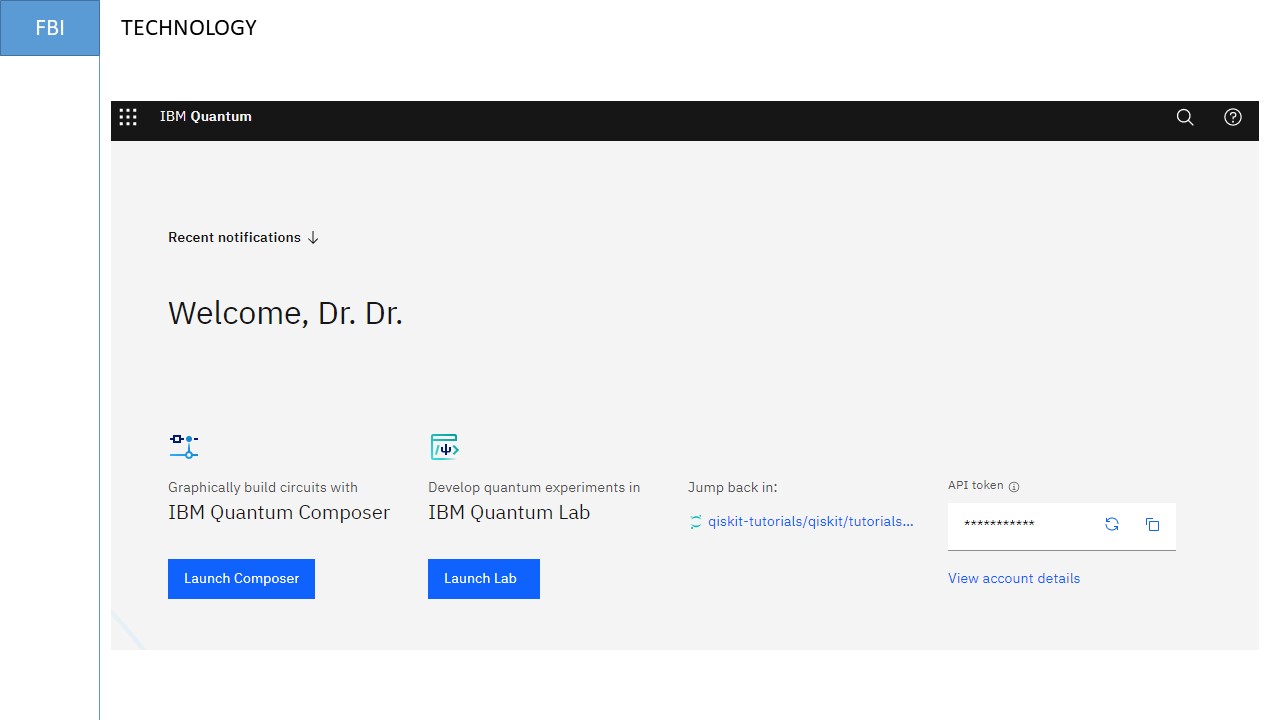 FBI
TECHNOLOGY
IBM Quantum
Recent notifications
Welcome, Dr. Dr.
Graphically build circuits with
IBM Quantum Composer
Launch Composer
Develop quantum experiments in
IBM Quantum Lab
Launch Lab
Jump back in:
qiskit-tutorials/qiskit/tutorials...
API token
***********
View account details